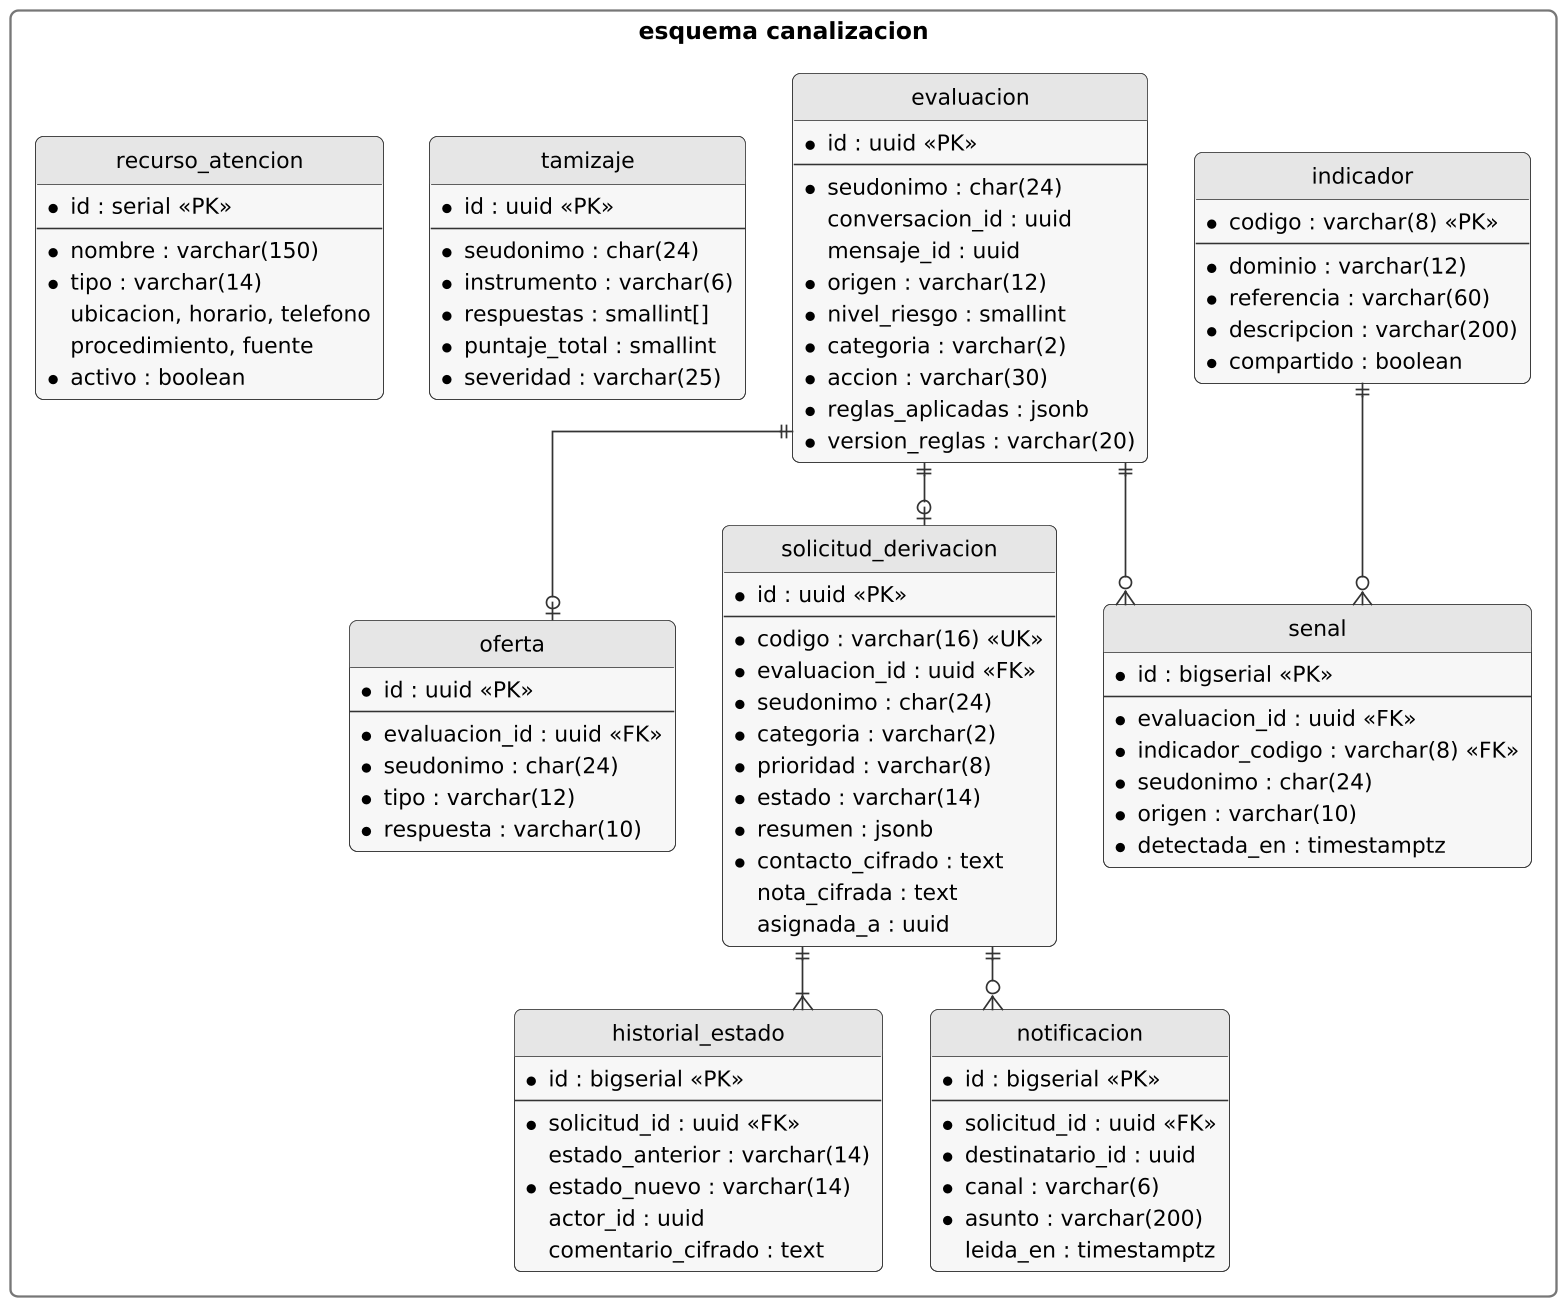 esquema canalizacion
recurso_atencion
id : serial «PK»
nombre : varchar(150)
tipo : varchar(14)
ubicacion, horario, telefono
procedimiento, fuente
activo : boolean
tamizaje
id : uuid «PK»
seudonimo : char(24)
instrumento : varchar(6)
respuestas : smallint[]
puntaje_total : smallint
severidad : varchar(25)
evaluacion
id : uuid «PK»
seudonimo : char(24)
conversacion_id : uuid
mensaje_id : uuid
origen : varchar(12)
nivel_riesgo : smallint
categoria : varchar(2)
accion : varchar(30)
reglas_aplicadas : jsonb
version_reglas : varchar(20)
indicador
codigo : varchar(8) «PK»
dominio : varchar(12)
referencia : varchar(60)
descripcion : varchar(200)
compartido : boolean
oferta
id : uuid «PK»
evaluacion_id : uuid «FK»
seudonimo : char(24)
tipo : varchar(12)
respuesta : varchar(10)
solicitud_derivacion
id : uuid «PK»
codigo : varchar(16) «UK»
evaluacion_id : uuid «FK»
seudonimo : char(24)
categoria : varchar(2)
prioridad : varchar(8)
estado : varchar(14)
resumen : jsonb
contacto_cifrado : text
nota_cifrada : text
asignada_a : uuid
senal
id : bigserial «PK»
evaluacion_id : uuid «FK»
indicador_codigo : varchar(8) «FK»
seudonimo : char(24)
origen : varchar(10)
detectada_en : timestamptz
historial_estado
id : bigserial «PK»
solicitud_id : uuid «FK»
estado_anterior : varchar(14)
estado_nuevo : varchar(14)
actor_id : uuid
comentario_cifrado : text
notificacion
id : bigserial «PK»
solicitud_id : uuid «FK»
destinatario_id : uuid
canal : varchar(6)
asunto : varchar(200)
leida_en : timestamptz